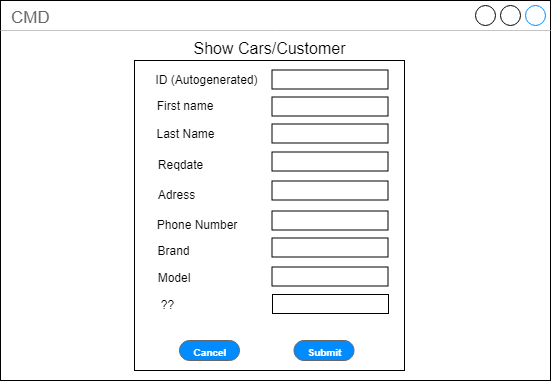 CMD
Show Cars/Customer
ID (Autogenerated)
First name
Last Name
Reqdate
Adress
Phone Number
Brand
Model
??
Cancel Submit